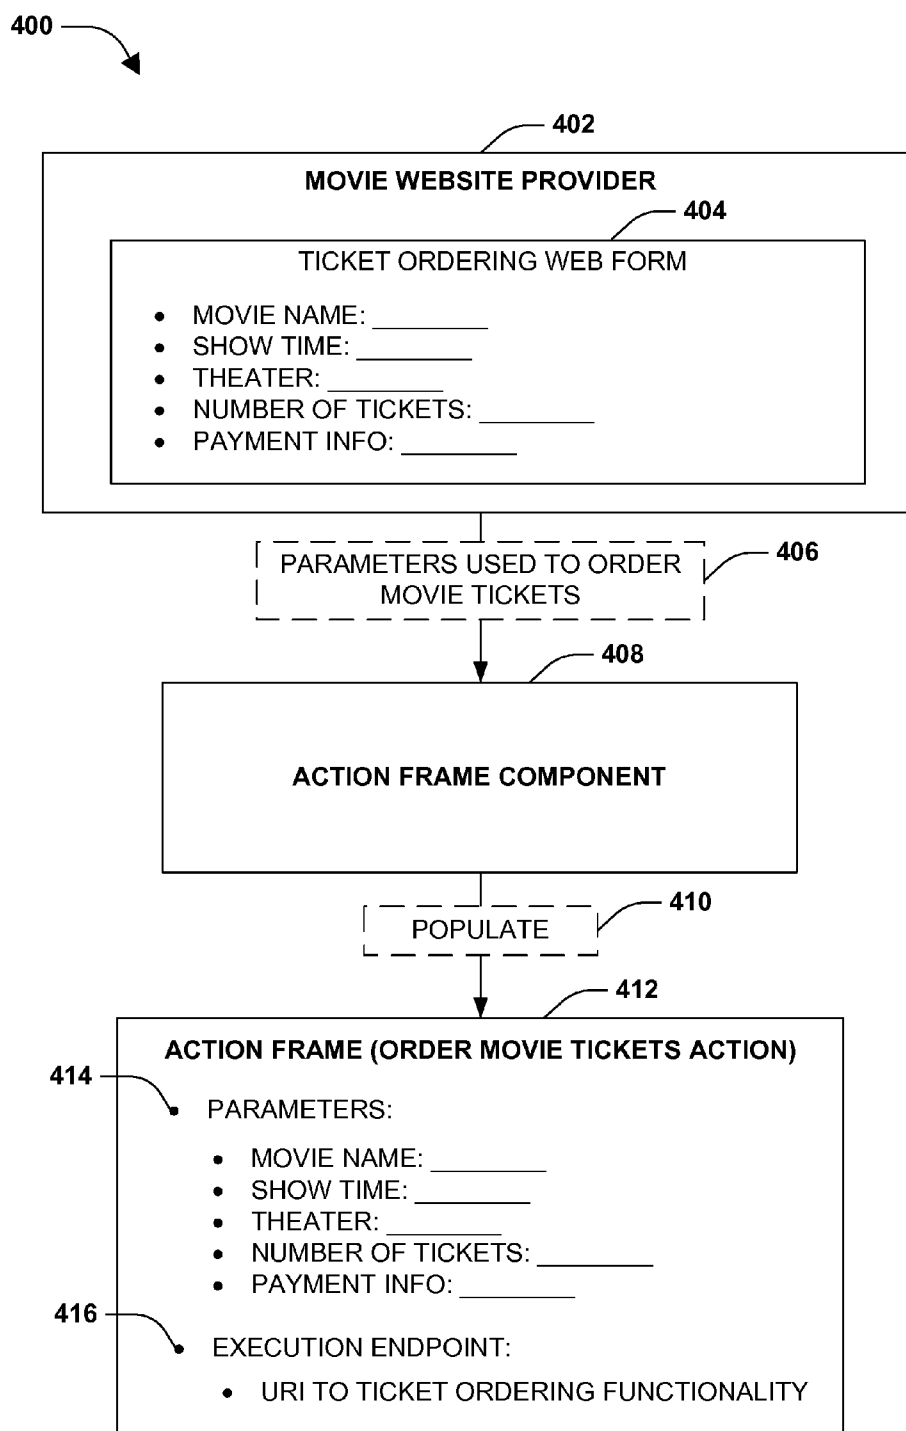 400
402
MOVIE WEBSITE PROVIDER
404
TICKET ORDERING WEB FORM
• MOVIE NAME: ________
• SHOW TIME: ________
• THEATER: ________
• NUMBER OF TICKETS: ________
• PAYMENT INFO: ________
PARAMETERS USED TO ORDER
MOVIE TICKETS
406
408
ACTION FRAME COMPONENT
410
POPULATE
412
ACTION FRAME (ORDER MOVIE TICKETS ACTION)
414
• PARAMETERS:
• MOVIE NAME: ________
• SHOW TIME: ________
• THEATER: ________
• NUMBER OF TICKETS: ________
• PAYMENT INFO: ________
416
• EXECUTION ENDPOINT:
• URI TO TICKET ORDERING FUNCTIONALITY